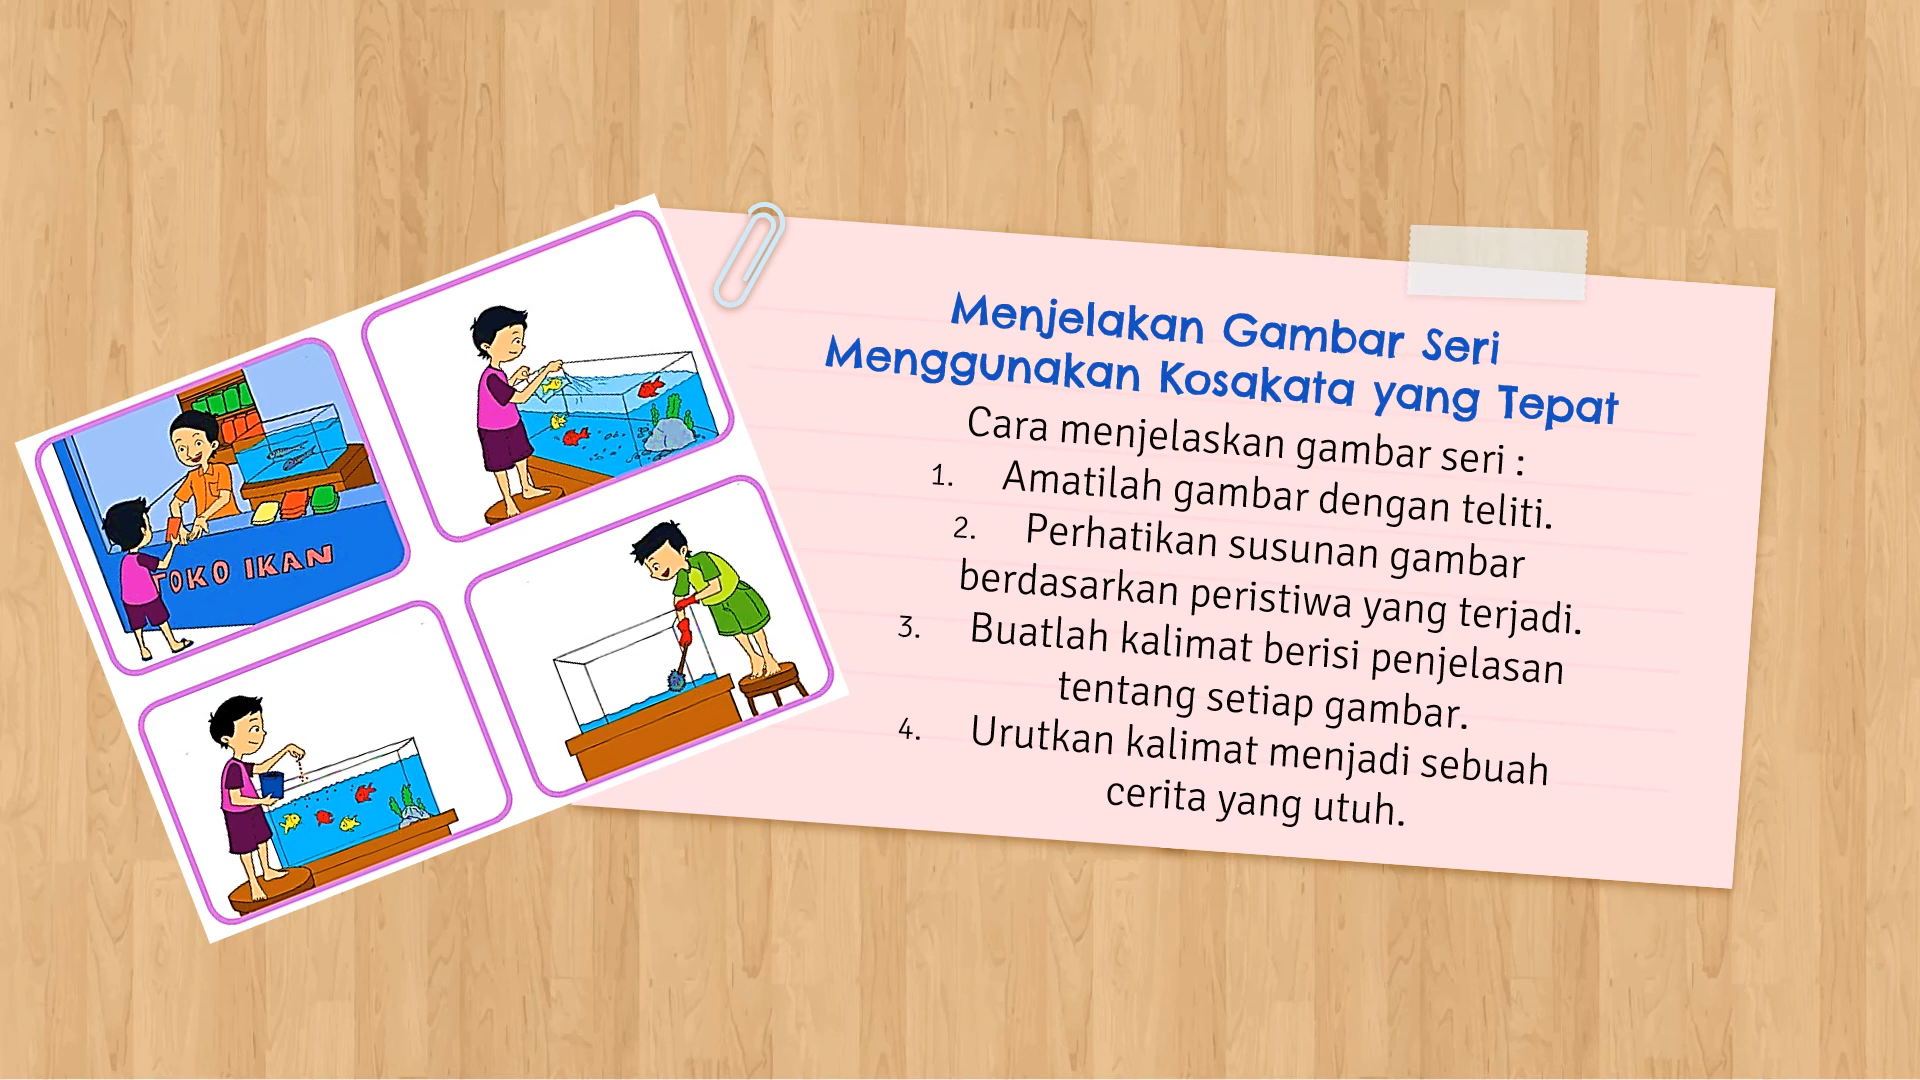 Menjelakan Gambar Seri
Menggunakan Kosakata yang Tepat
Cara menjelaskan gambar seri :
1. Amatilah gambar dengan teliti.
2. Perhatikan susunan gambar
berdasarkan peristiwa yang terjadi.
3. Buatlah kalimat berisi penjelasan
tentang setiap gambar.
4. Urutkan kalimat menjadi sebuah
cerita yang utuh.
TOKO IKAN